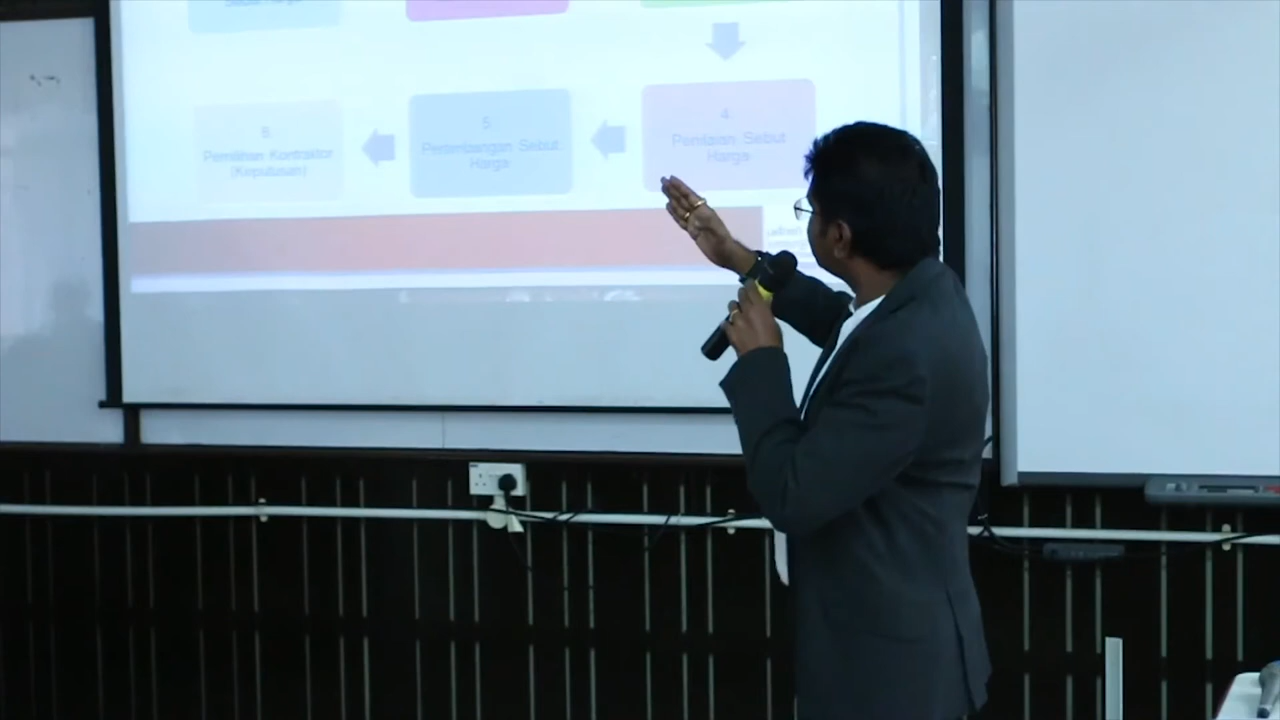 4.
Penilaian Sebut
Harga
5.
Pertimbangan Sebut
Harga
6.
Pemilihan Kontraktor
(Keputusan)